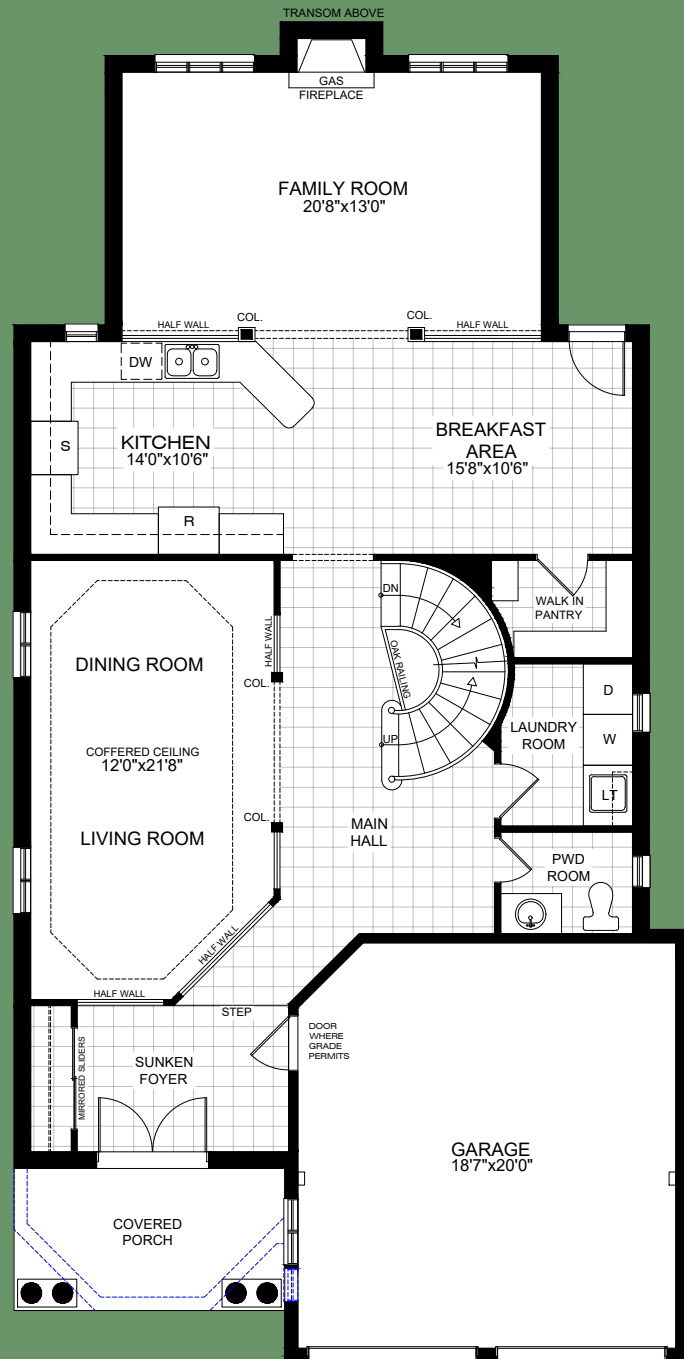 TRANSOM ABOVE
GAS
FIREPLACE
FAMILY ROOM
20'8"x13'0"
HALF WALL
COL.
COL.
HALF WALL
DW
S
KITCHEN
14'0"x10'6"
BREAKFAST
AREA
15'8"x10'6"
R
DN
WALK IN
PANTRY
HALF WALL
OAK RAILING
DINING ROOM
COL.
D
UP
LAUNDRY
ROOM
W
COFFERED CEILING
12'0"x21'8"
LT
COL.
MAIN
HALL
LIVING ROOM
PWD
ROOM
HALF WALL
HALF WALL
STEP
DOOR
WHERE
GRADE
PERMITS
MIRRORED SLIDERS
SUNKEN
FOYER
GARAGE
18'7"x20'0"
COVERED
PORCH